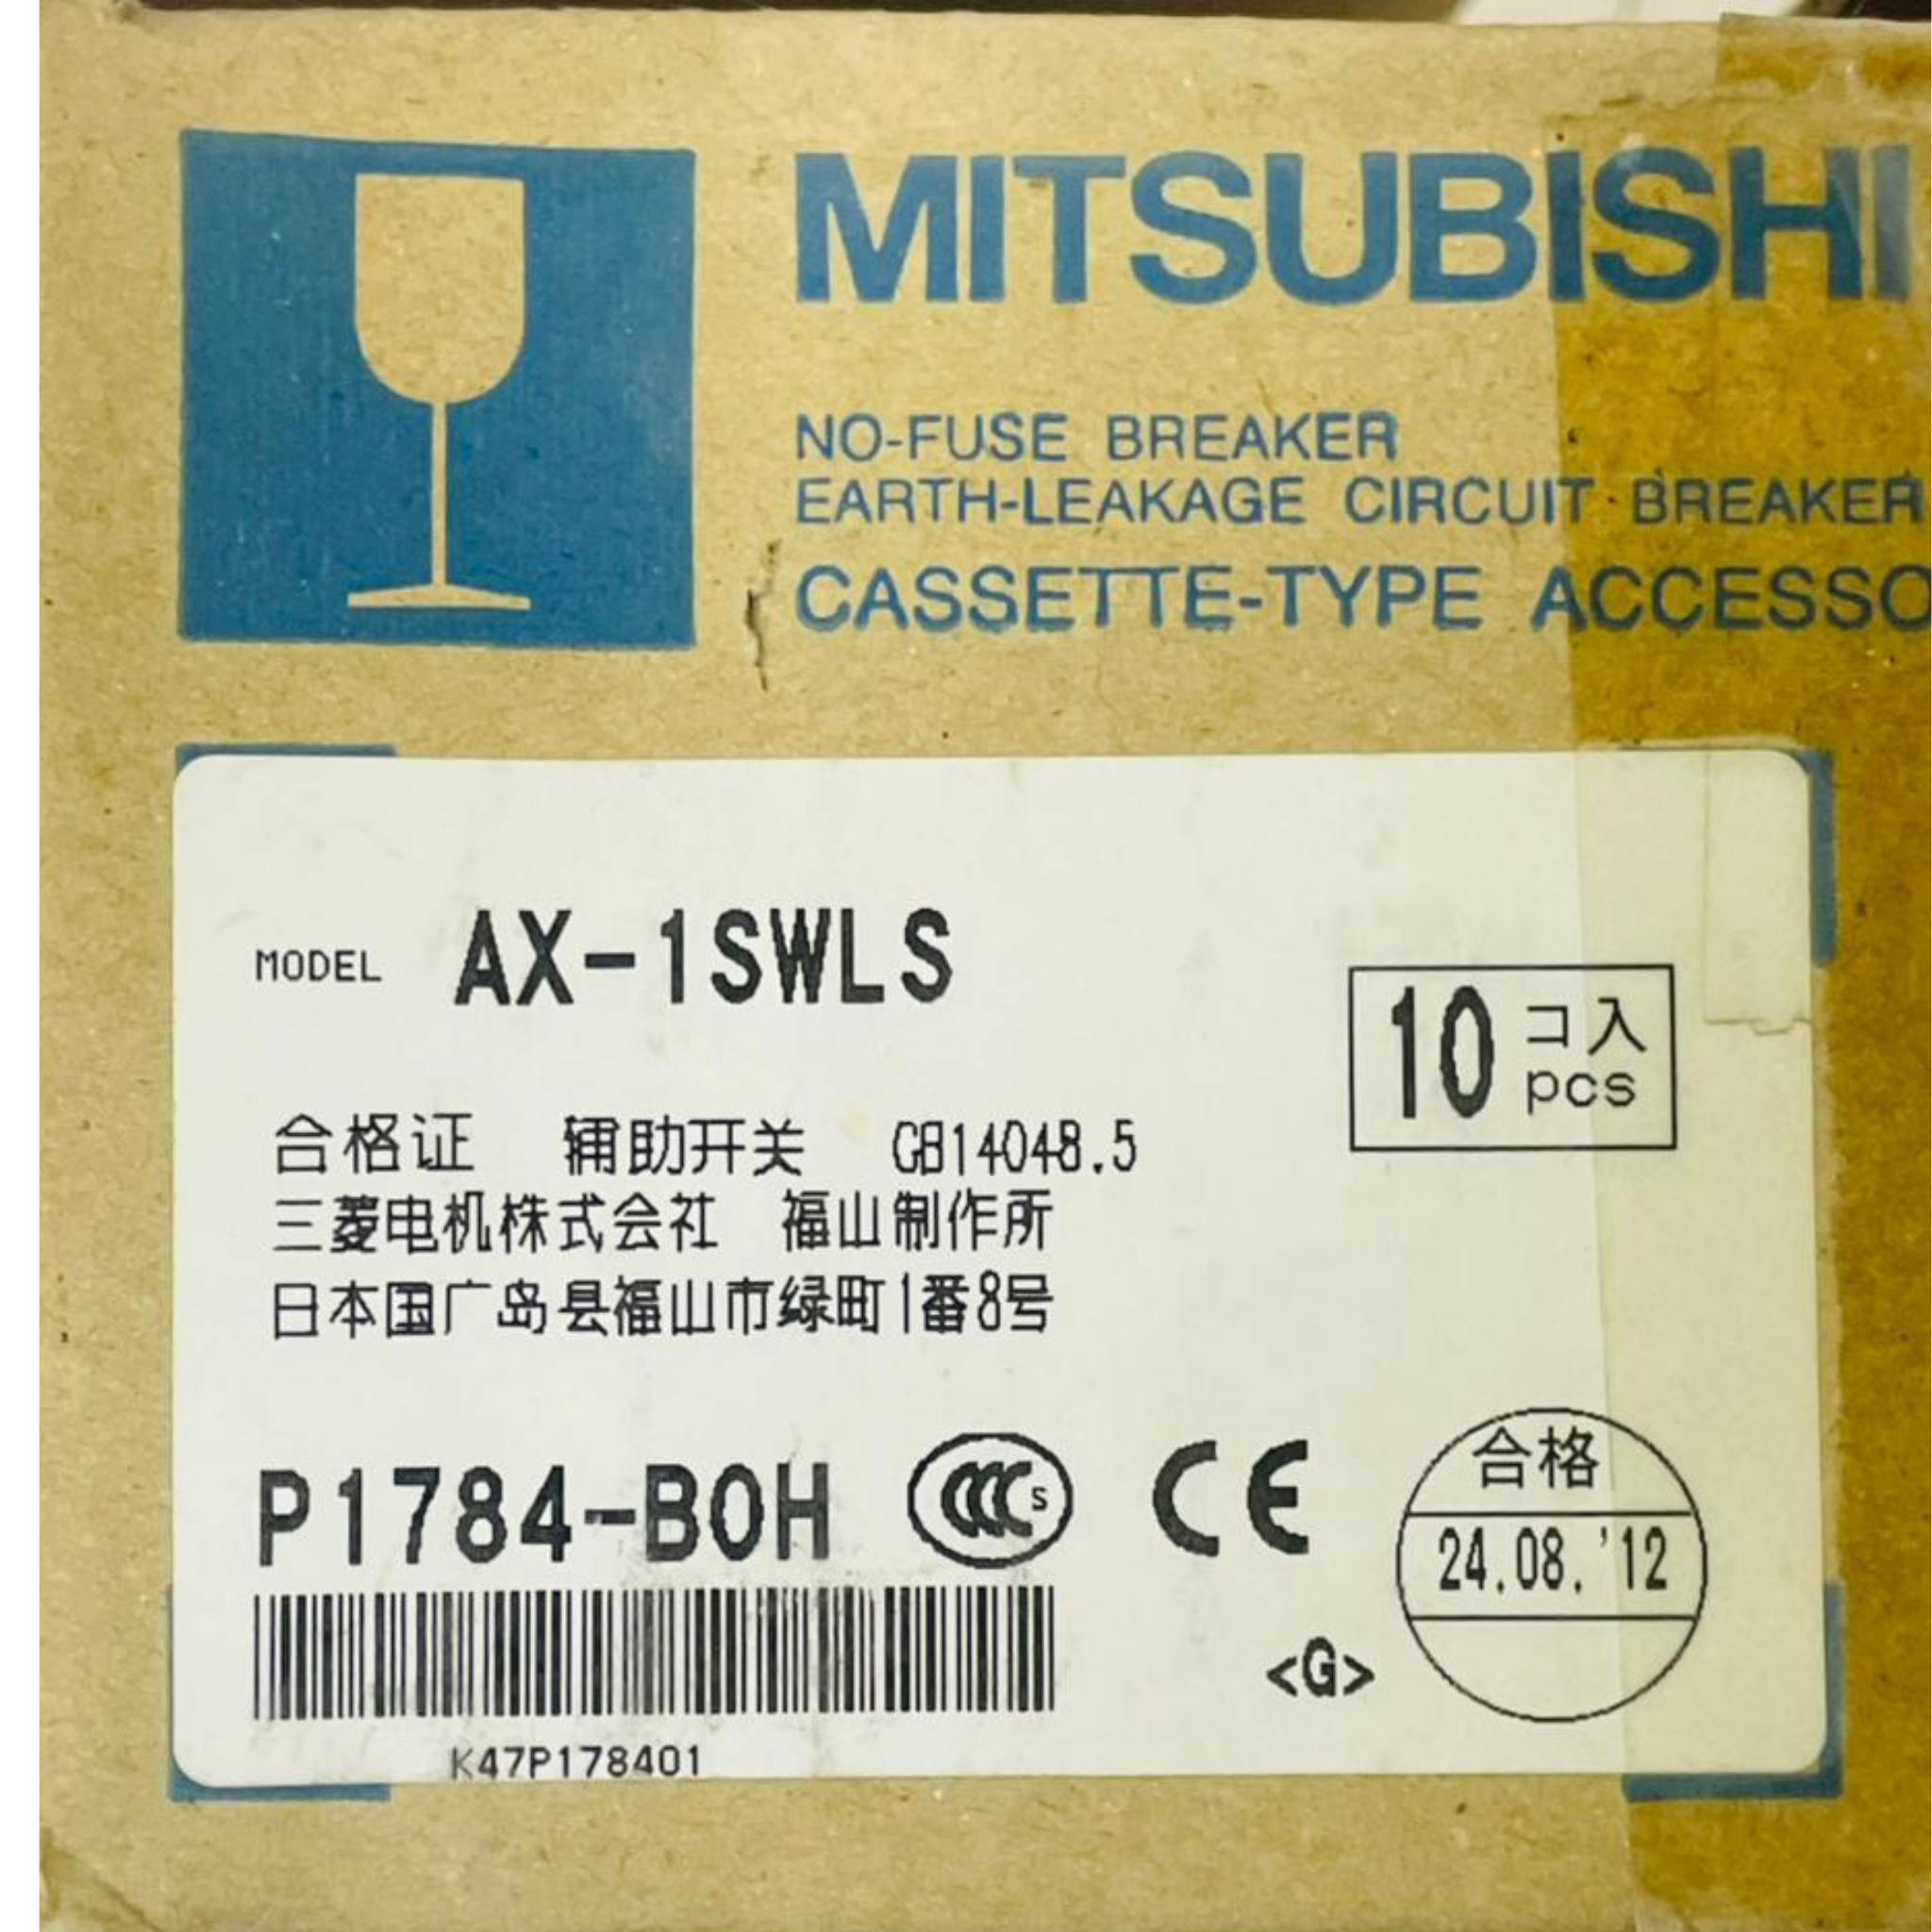 MITSUBISHI
NO-FUSE BREAKER
EARTH-LEAKAGE CIRCUIT BREAKER
CASSETTE-TYPE ACCESSO
MODEL AX-1SWLS
10 コ入
pcs
合格证 辅助开关 GB14048.5
三菱电机株式会社 福山制作所
日本国广岛县福山市绿町1番8号
P1784-B0H CCC S CE
合格
24.08.'12
<G>
K47P178401